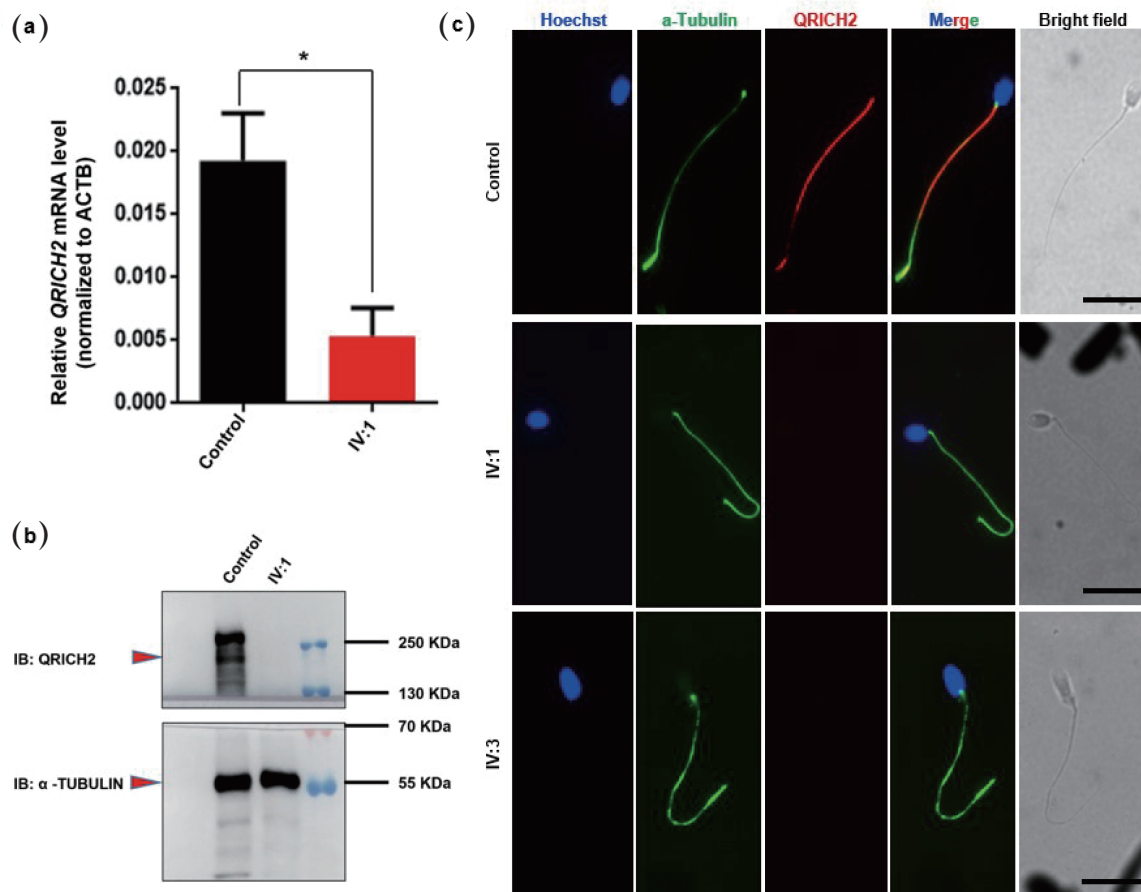 (a)
*
Relative QRICH2 mRNA level
(normalized to ACTB)
0.025
0.020
0.015
0.010
0.005
0.000
Control
IV:1
(b)
Control
IV:1
IB: QRICH2
250 KDa
130 KDa
70 KDa
IB: α -TUBULIN
55 KDa
(c)
Hoechst
a-Tubulin
QRICH2
Merge
Bright field
Control
IV:1
IV:3